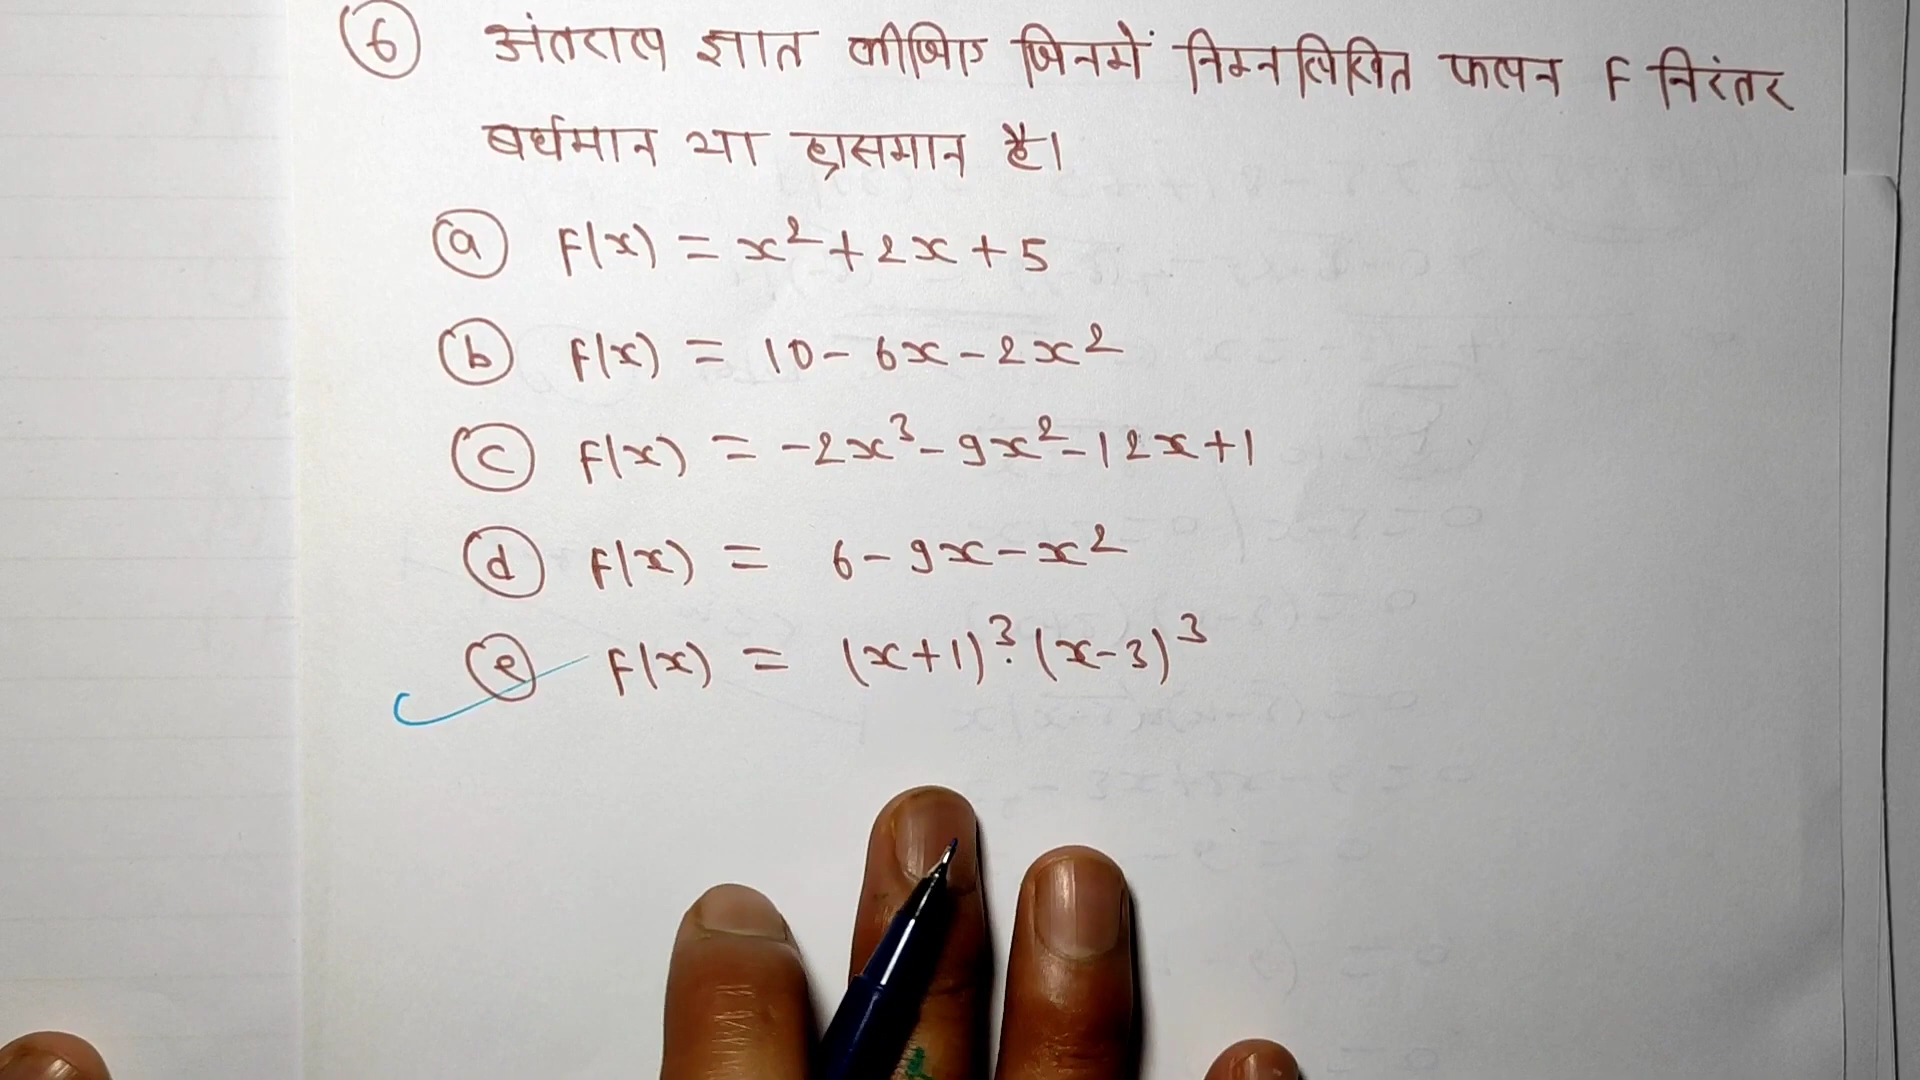 6 अंतराल ज्ञात कीजिए जिनमें निम्नलिखित फलन F निरंतर
बर्धमान या ह्रासमान है।
a F(x) = x² + 2x + 5
b F(x) = 10 - 6x - 2x²
c F(x) = -2x³ - 9x² - 12x + 1
d F(x) = 6 - 9x - x²
e F(x) = (x+1)³. (x-3)³